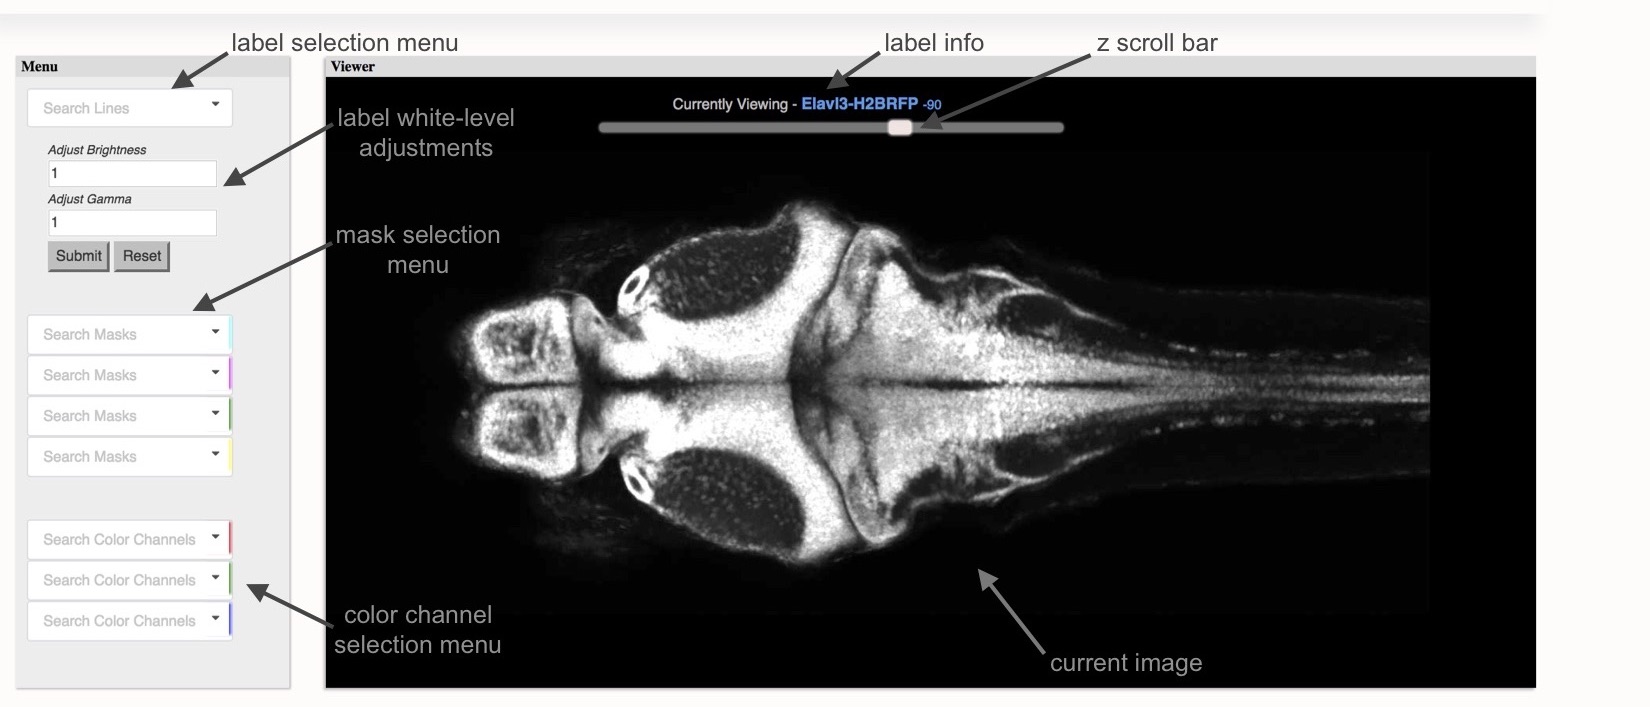 label selection menu
label info
z scroll bar
Menu
Viewer
Search Lines
Currently Viewing - Elavl3-H2BRFP -90
label white-level
adjustments
Adjust Brightness
1
Adjust Gamma
1
Submit
Reset
mask selection
menu
Search Masks
Search Masks
Search Masks
Search Masks
Search Color Channels
Search Color Channels
Search Color Channels
color channel
selection menu
current image